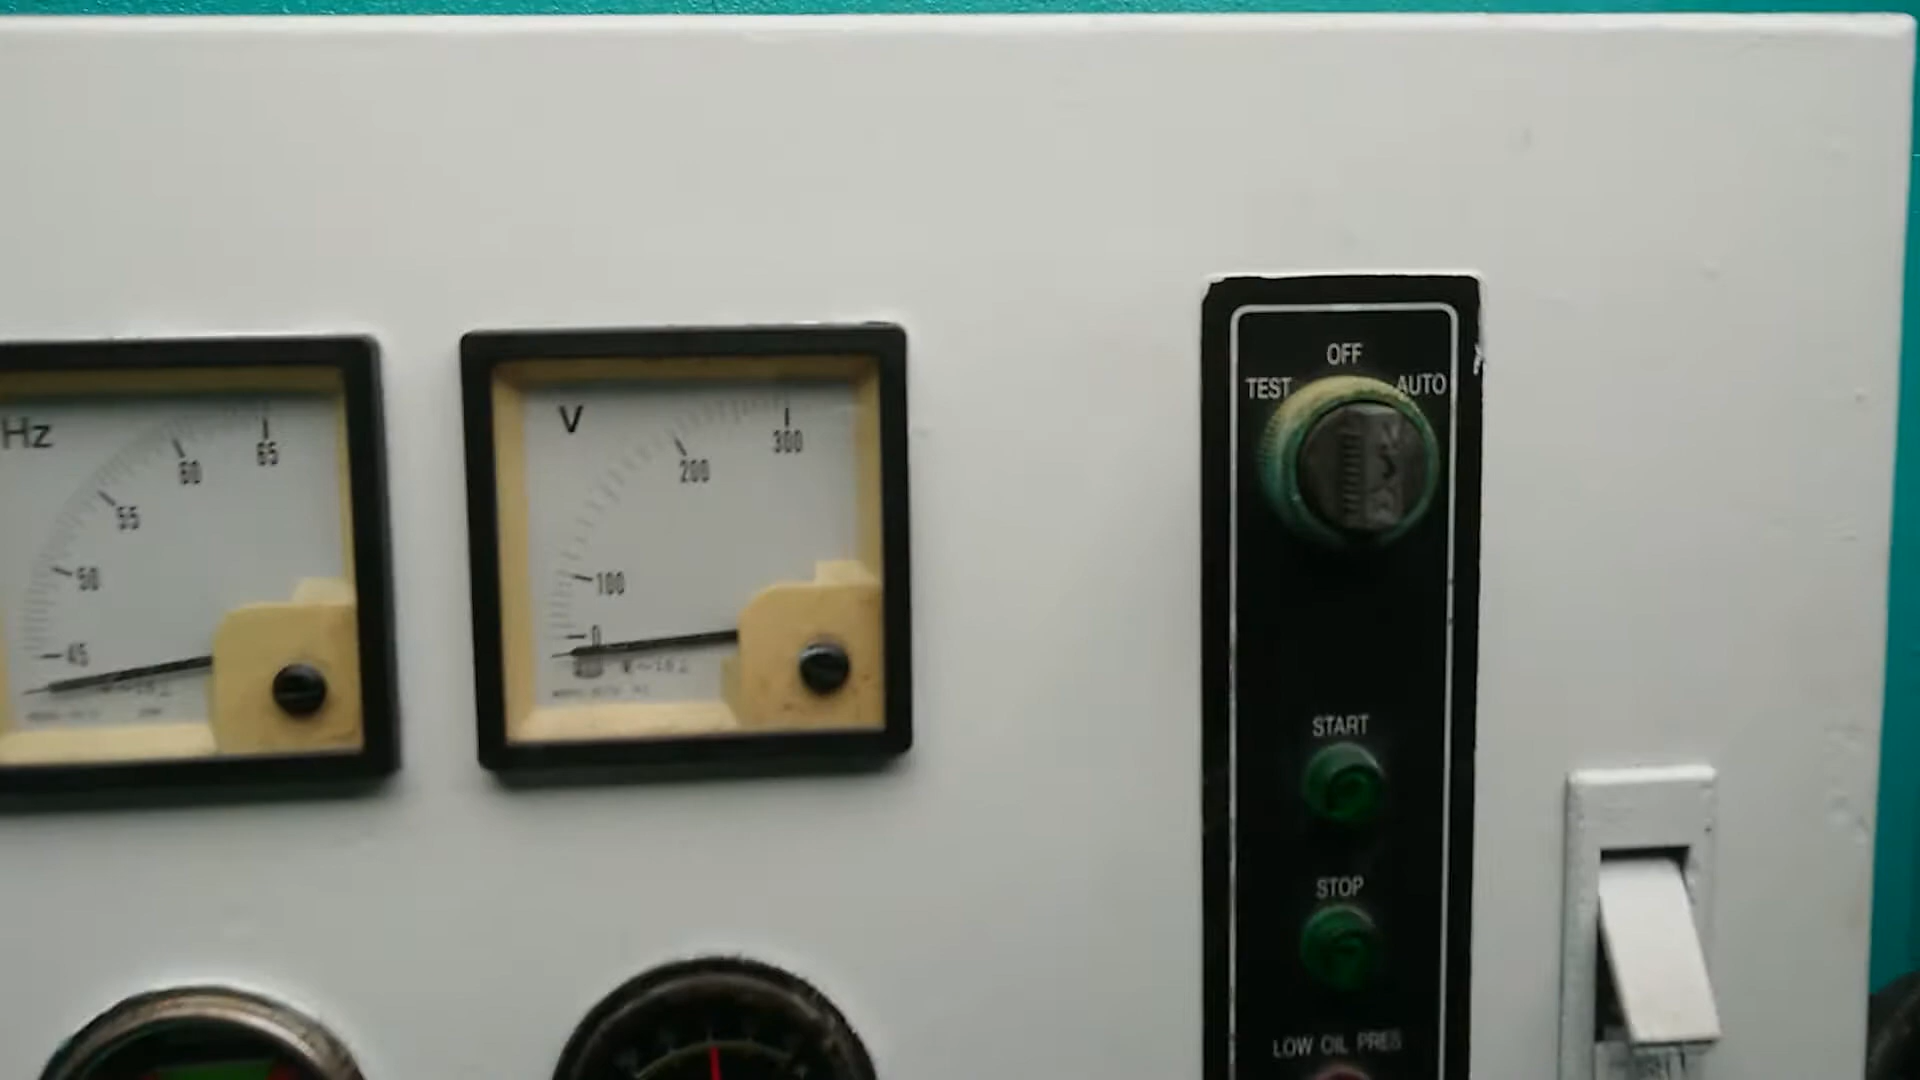 Hz
65
60
55
50
45
V
300
200
100
0
OFF
TEST
AUTO
START
STOP
LOW OIL PRES